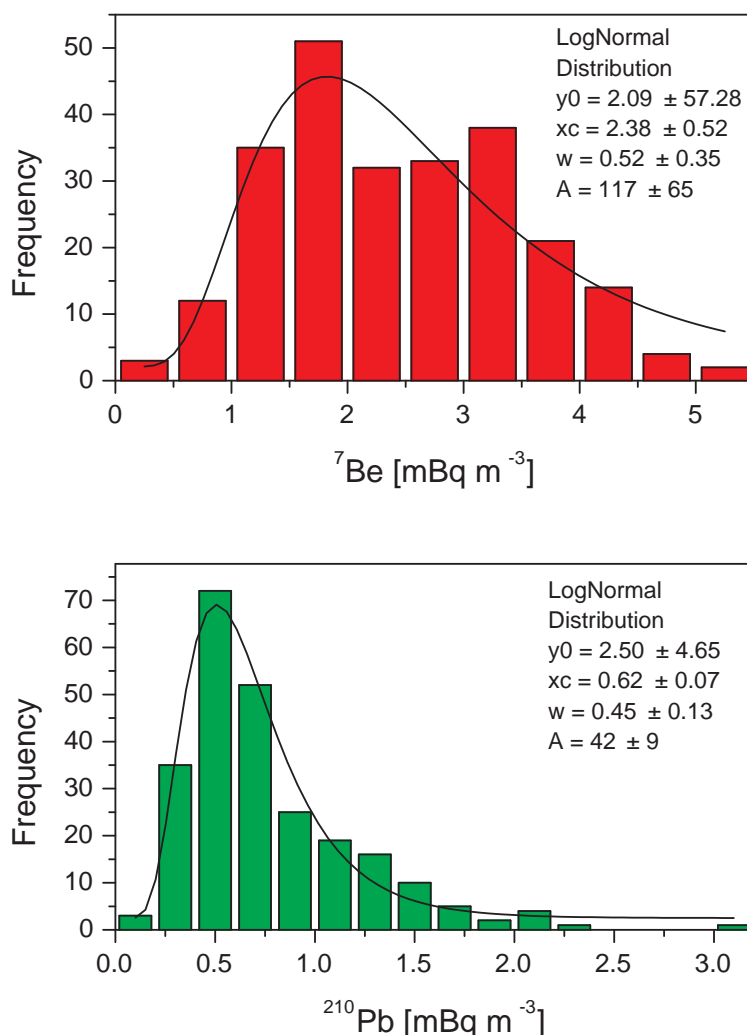 50
40
30
20
10
0
Frequency
LogNormal
Distribution
y0 = 2.09 ± 57.28
xc = 2.38 ± 0.52
w = 0.52 ± 0.35
A = 117 ± 65
0 1 2 3 4 5
⁷Be [mBq m ⁻³]
70
60
50
40
30
20
10
0
Frequency
LogNormal
Distribution
y0 = 2.50 ± 4.65
xc = 0.62 ± 0.07
w = 0.45 ± 0.13
A = 42 ± 9
0.0 0.5 1.0 1.5 2.0 2.5 3.0
²¹⁰Pb [mBq m ⁻³]